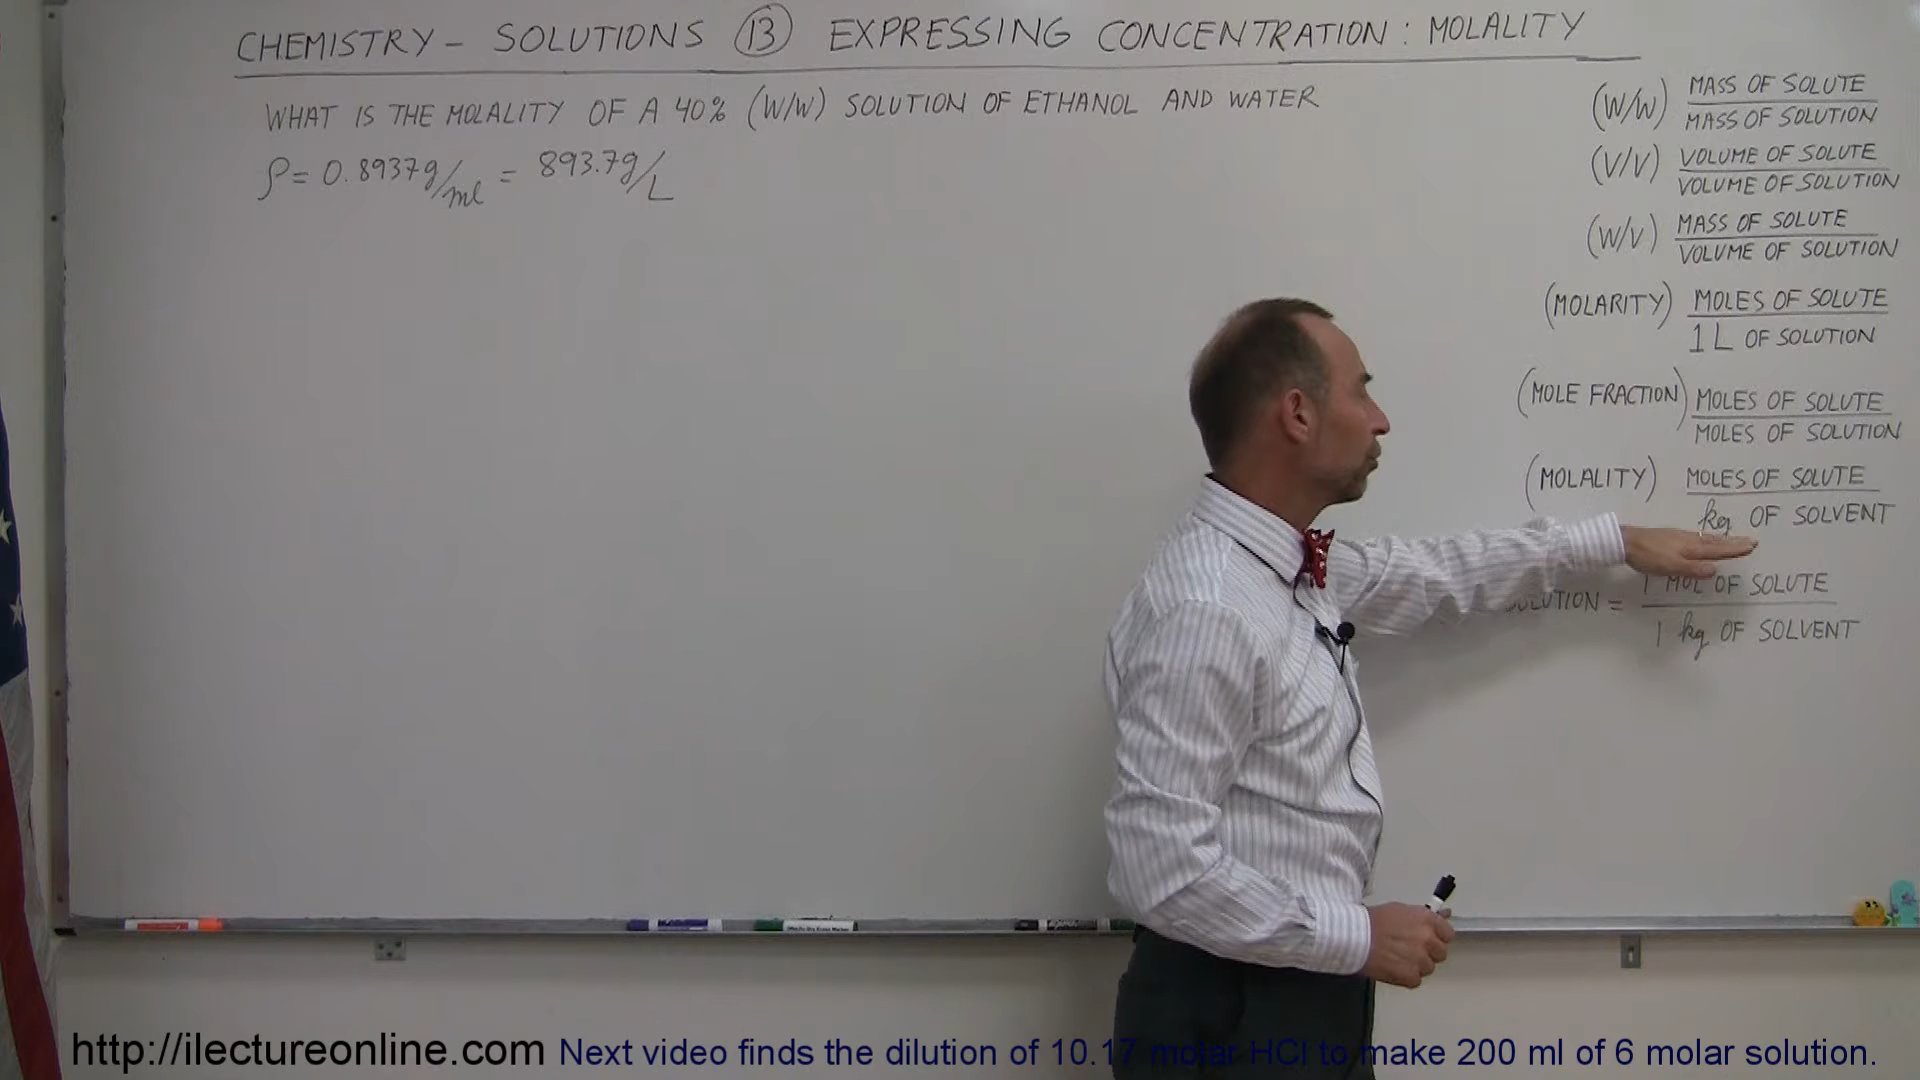 CHEMISTRY - SOLUTIONS 13 EXPRESSING CONCENTRATION: MOLALITY
WHAT IS THE MOLALITY OF A 40% (W/W) SOLUTION OF ETHANOL AND WATER
ρ = 0.8937g/ml = 893.7g/L
(W/W) MASS OF SOLUTE
MASS OF SOLUTION
(V/V) VOLUME OF SOLUTE
VOLUME OF SOLUTION
(W/V) MASS OF SOLUTE
VOLUME OF SOLUTION
(MOLARITY) MOLES OF SOLUTE
1 L OF SOLUTION
(MOLE FRACTION) MOLES OF SOLUTE
MOLES OF SOLUTION
(MOLALITY) MOLES OF SOLUTE
kg OF SOLVENT
1 MOL OF SOLUTE
SOLUTION =
1 kg OF SOLVENT
http://ilectureonline.com Next video finds the dilution of 10.17 molar HCl to make 200 ml of 6 molar solution.